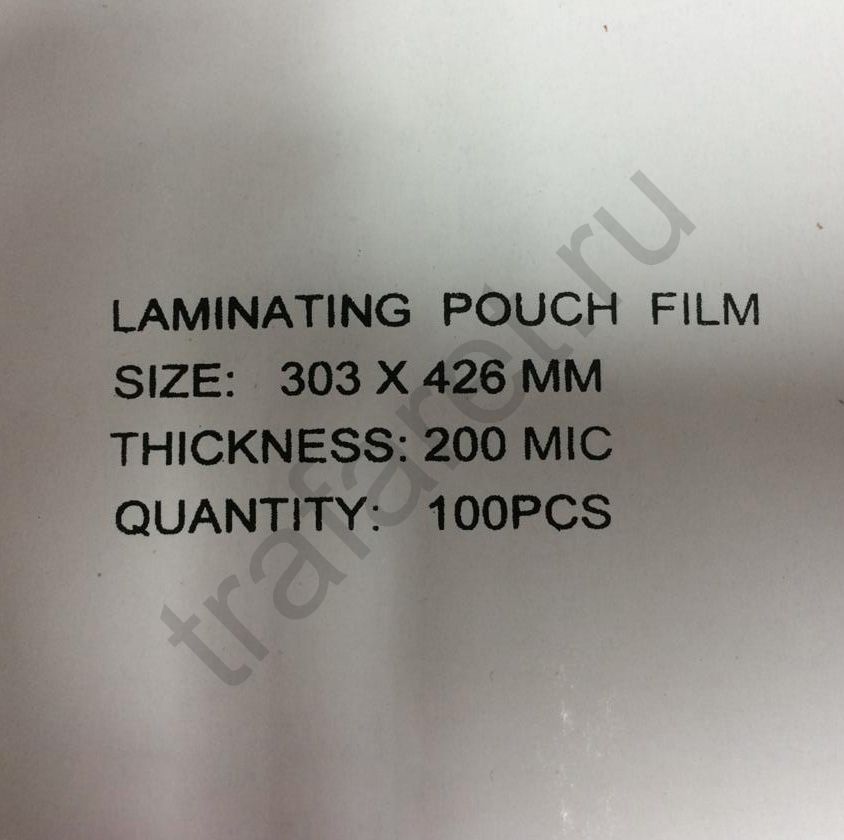 LAMINATING POUCH FILM
SIZE: 303 X 426 MM
THICKNESS: 200 MIC
QUANTITY: 100PCS
trafaret.ru